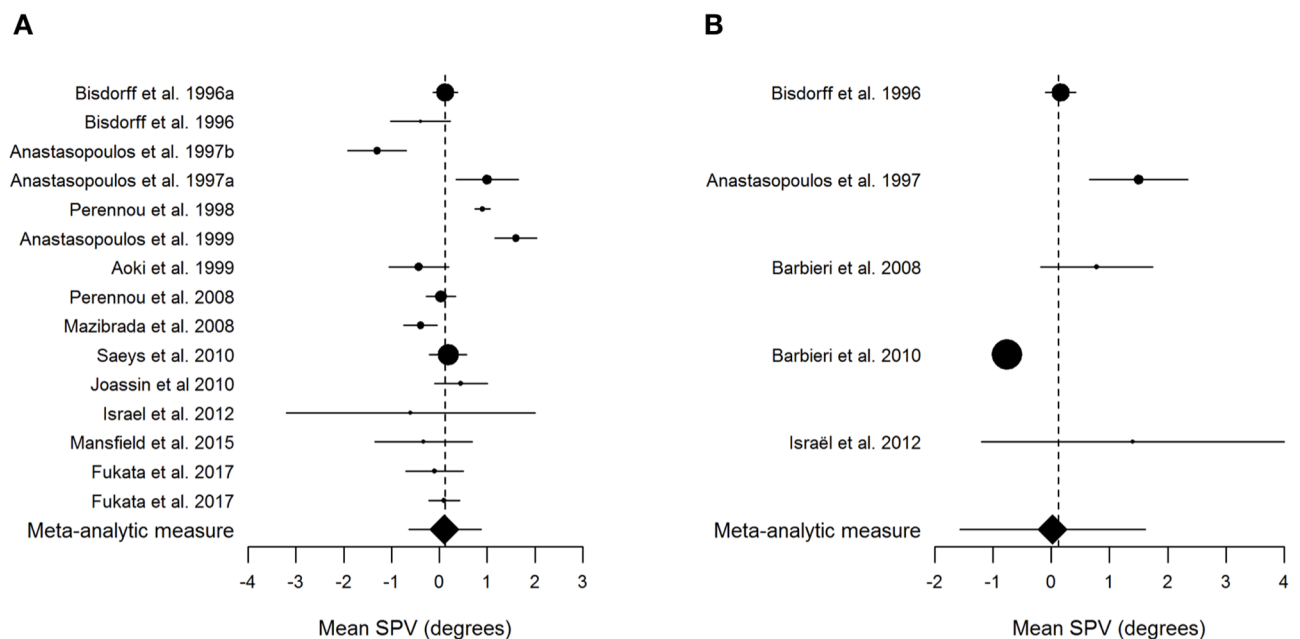 A
Bisdorff et al. 1996a
Bisdorff et al. 1996
Anastasopoulos et al. 1997b
Anastasopoulos et al. 1997a
Perennou et al. 1998
Anastasopoulos et al. 1999
Aoki et al. 1999
Perennou et al. 2008
Mazibrada et al. 2008
Saeys et al. 2010
Joassin et al 2010
Israel et al. 2012
Mansfield et al. 2015
Fukata et al. 2017
Fukata et al. 2017
Meta-analytic measure
-4 -3 -2 -1 0 1 2 3
Mean SPV (degrees)
B
Bisdorff et al. 1996
Anastasopoulos et al. 1997
Barbieri et al. 2008
Barbieri et al. 2010
Israël et al. 2012
Meta-analytic measure
-2 -1 0 1 2 3 4
Mean SPV (degrees)